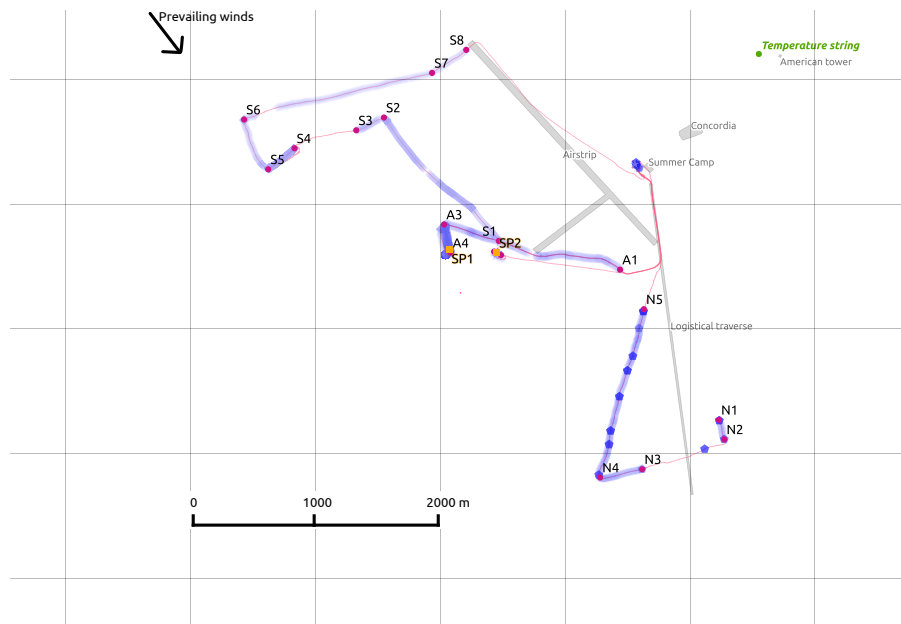 Prevailing winds
S8
Temperature string
American tower
S7
S6
S2
S3
Concordia
S4
S5
Airstrip
Summer Camp
A3
S1
A4
SP2
SP1
A1
N5
Logistical traverse
N1
N2
N4
N3
0
1000
2000 m